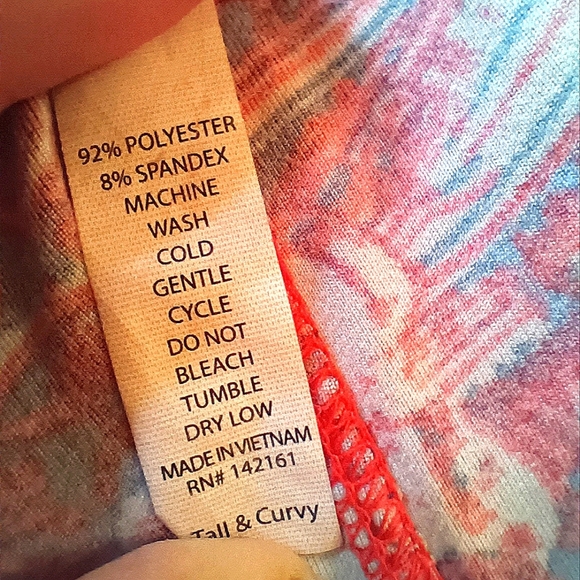 92% POLYESTER
8% SPANDEX
MACHINE
WASH
COLD
GENTLE
CYCLE
DO NOT
BLEACH
TUMBLE
DRY LOW
MADE IN VIETNAM
RN# 142161
Tall & Curvy